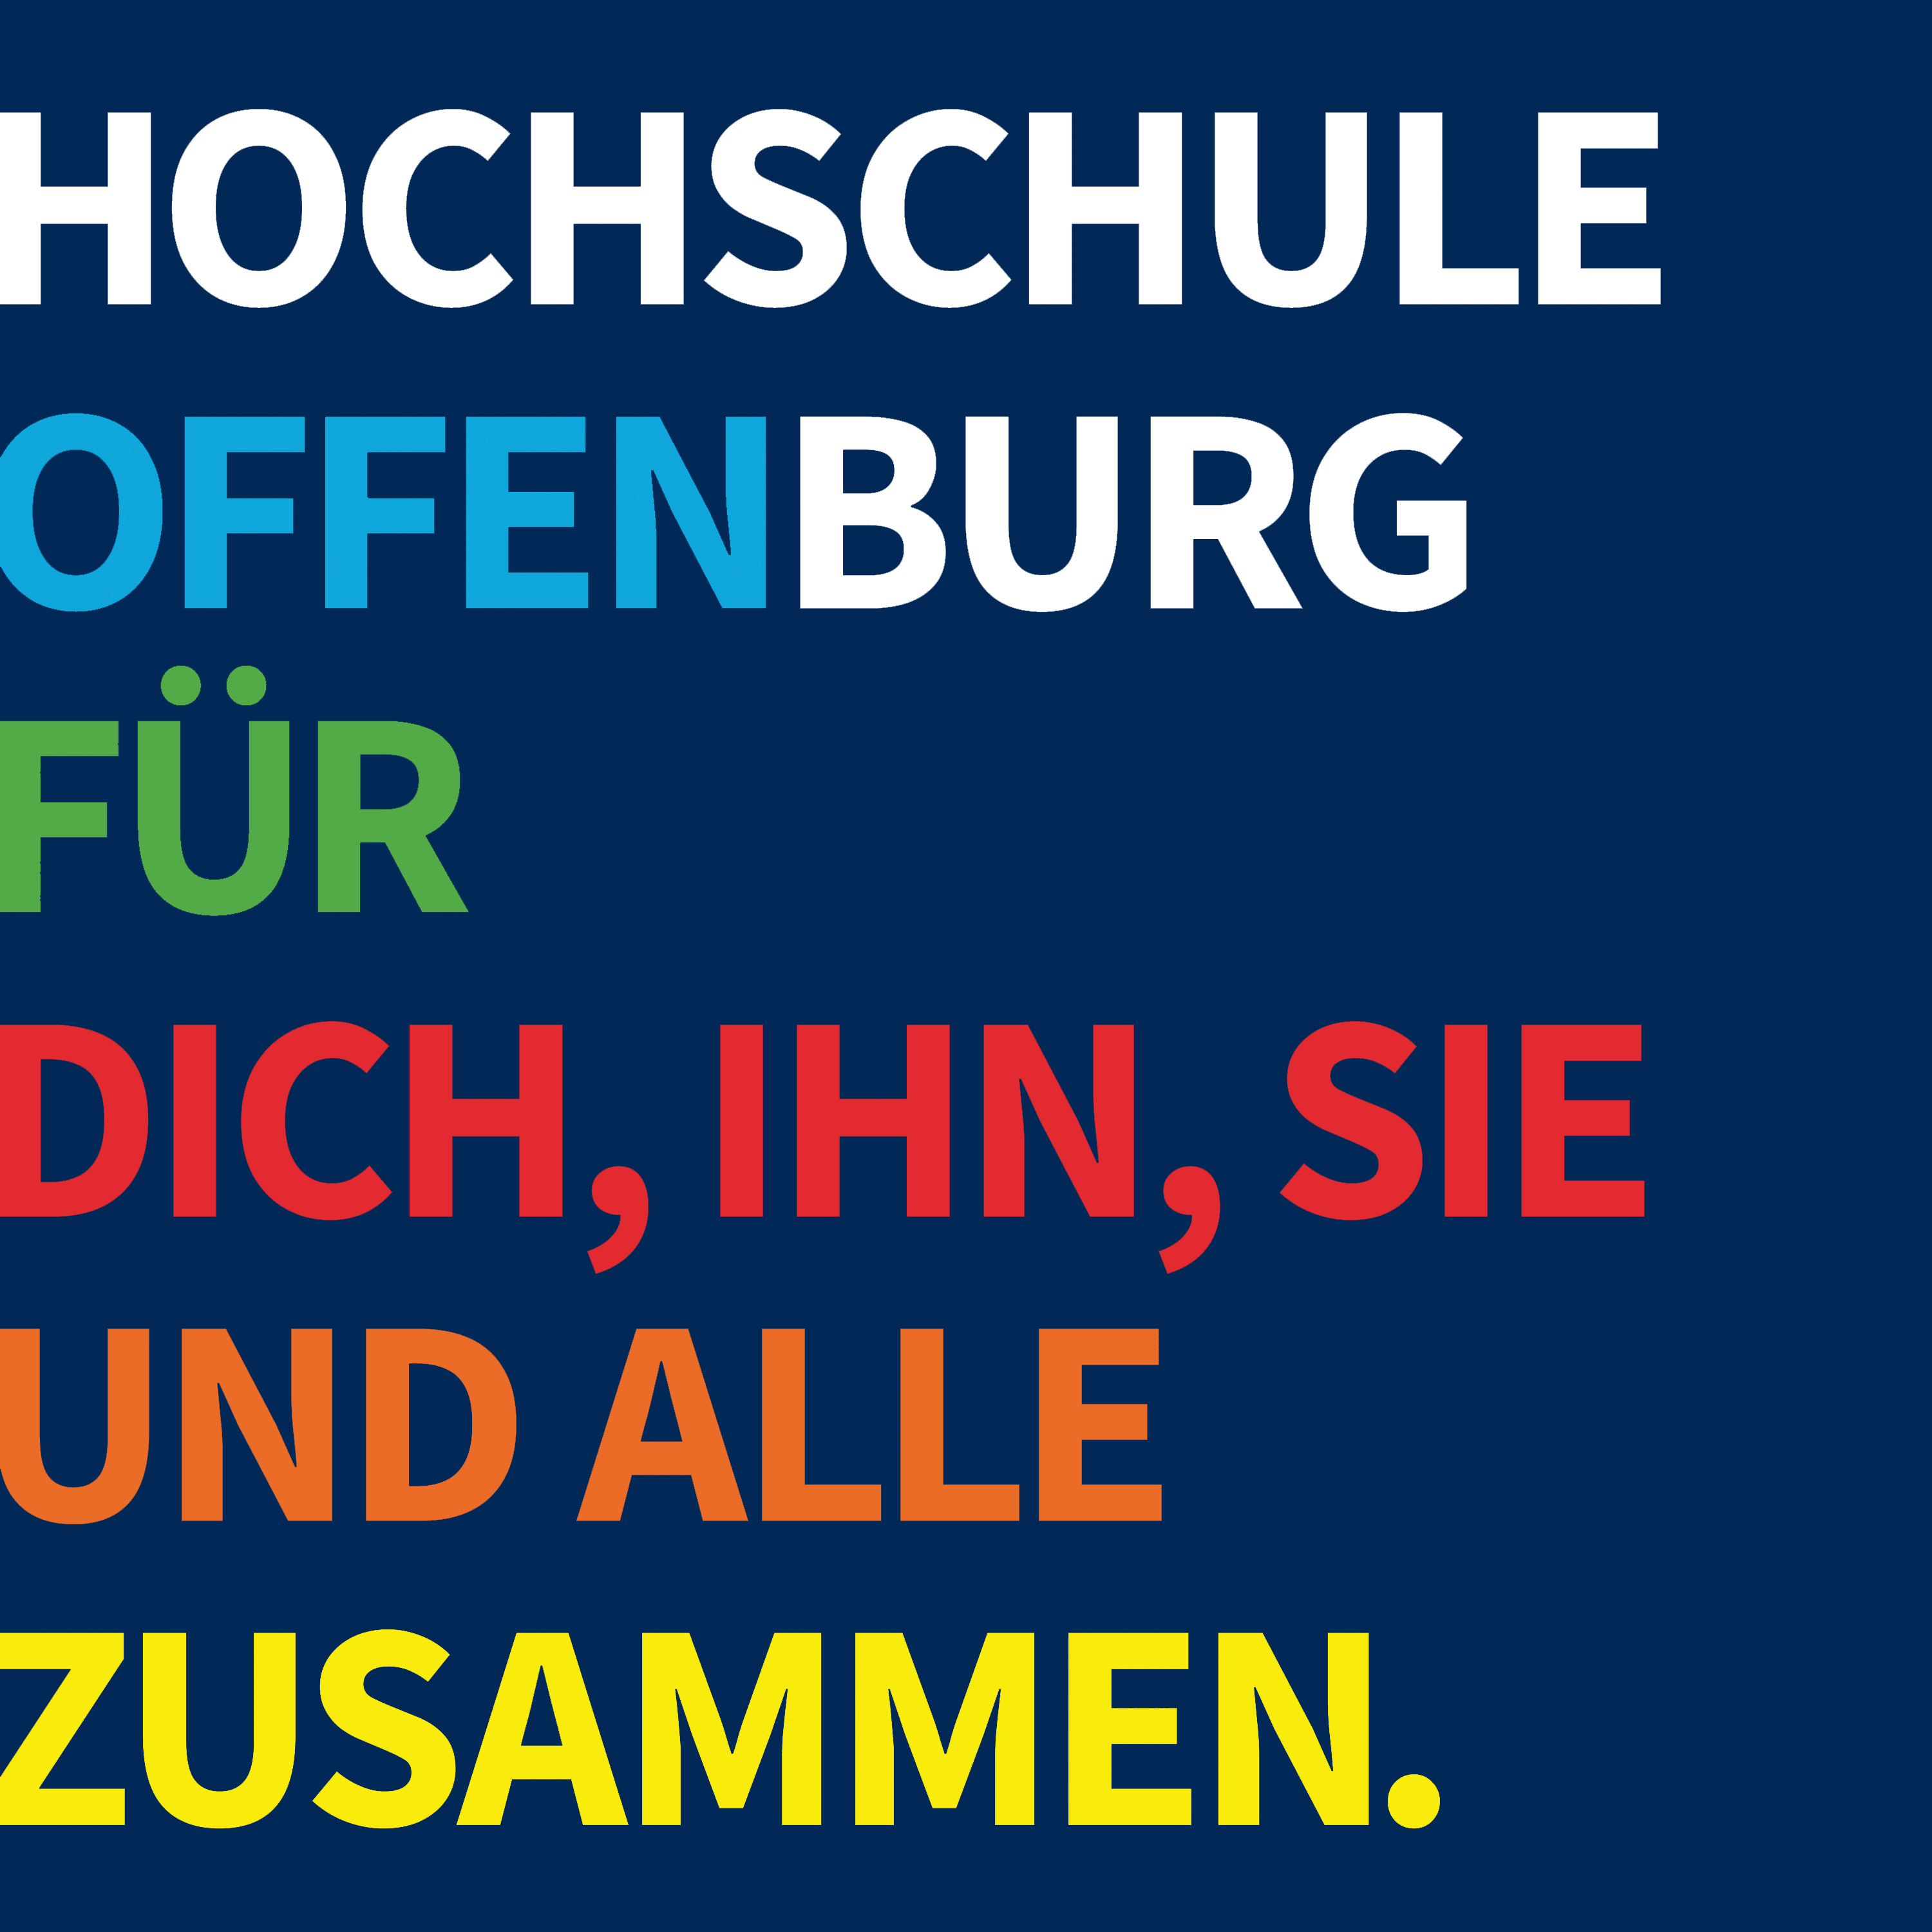 HOCHSCHULE
OFFENBURG
FÜR
DICH, IHN, SIE
UND ALLE
ZUSAMMEN.